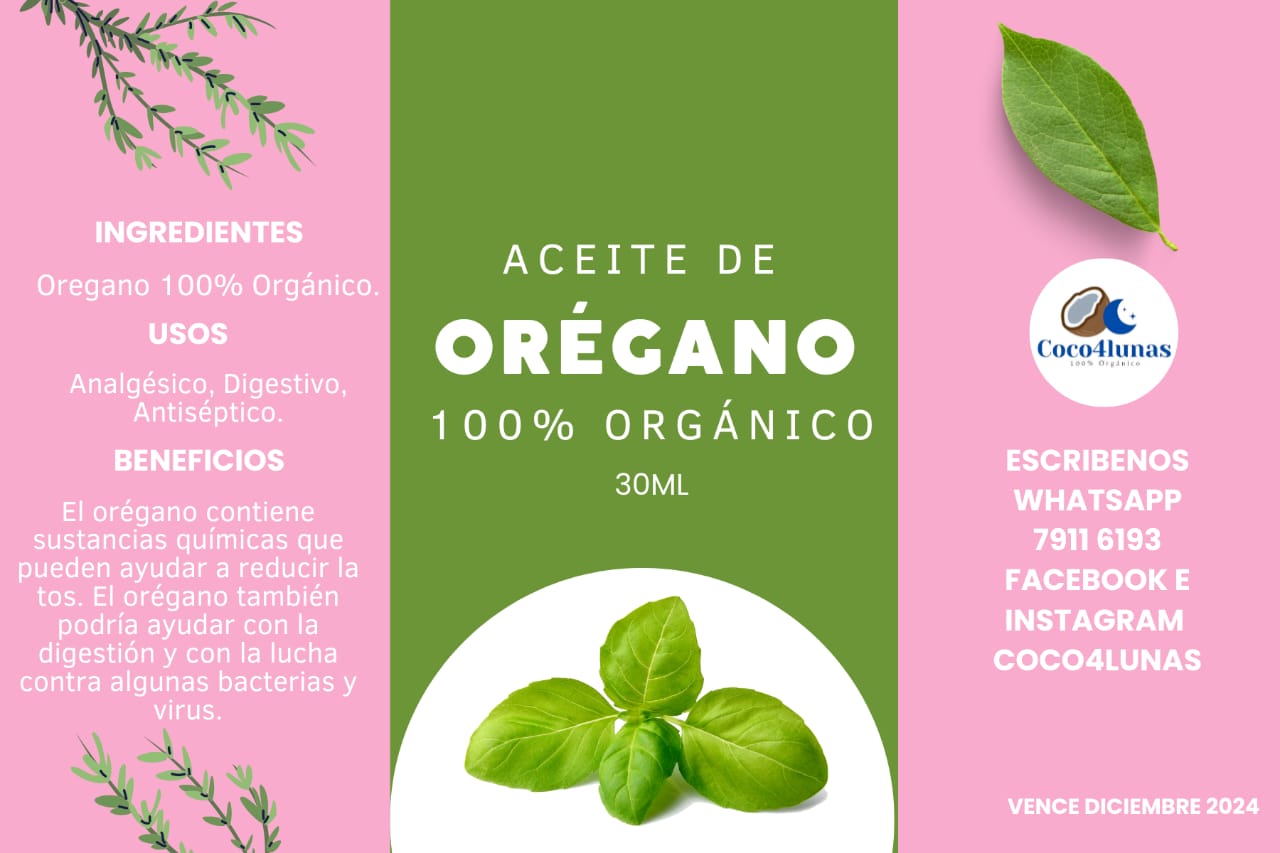 INGREDIENTES
Oregano 100% Orgánico.
USOS
Analgésico, Digestivo,
Antiséptico.
BENEFICIOS
El orégano contiene
sustancias químicas que
pueden ayudar a reducir la
tos. El orégano también
podría ayudar con la
digestión y con la lucha
contra algunas bacterias y
virus.
ACEITE DE
ORÉGANO
100% ORGÁNICO
30ML
Coco4lunas
100% Orgánico
ESCRIBENOS
WHATSAPP
7911 6193
FACEBOOK E
INSTAGRAM
COCO4LUNAS
VENCE DICIEMBRE 2024